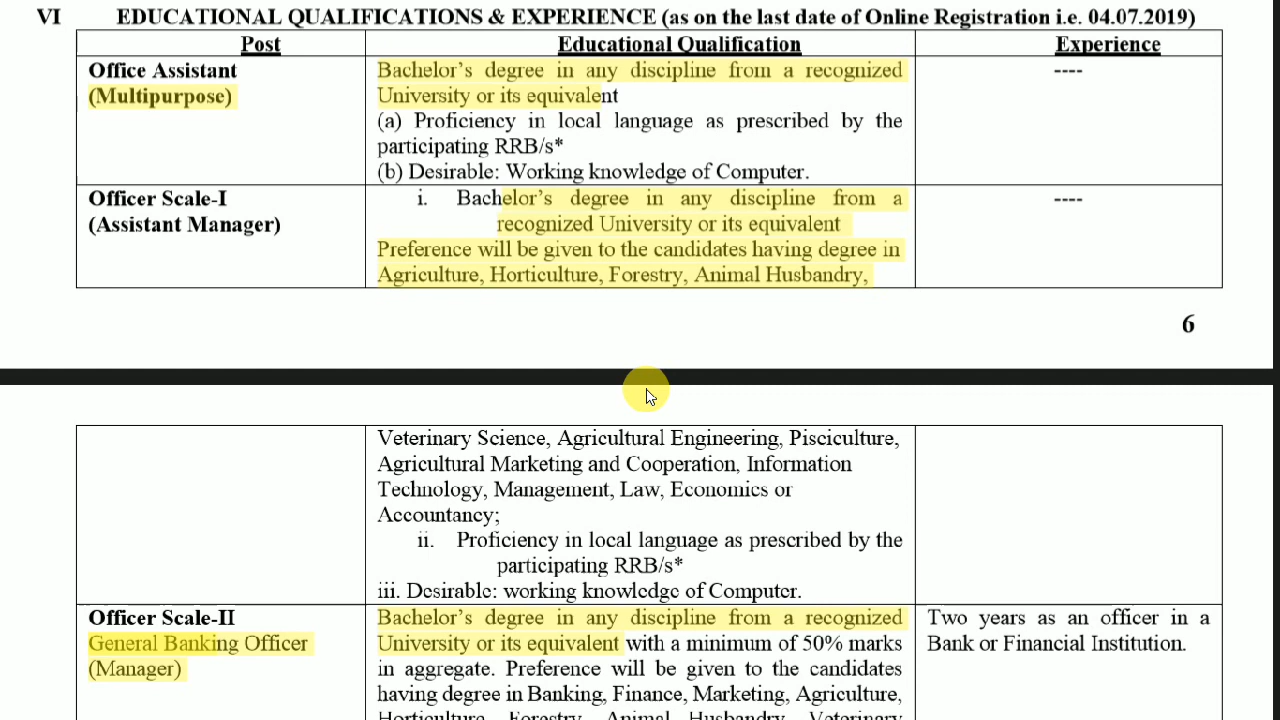 VI EDUCATIONAL QUALIFICATIONS & EXPERIENCE (as on the last date of Online Registration i.e. 04.07.2019)
Post Educational Qualification Experience
Office Assistant
(Multipurpose)
Bachelor's degree in any discipline from a recognized
University or its equivalent
(a) Proficiency in local language as prescribed by the
participating RRB/s*
(b) Desirable: Working knowledge of Computer.
----
Officer Scale-I
(Assistant Manager)
i. Bachelor's degree in any discipline from a
recognized University or its equivalent
Preference will be given to the candidates having degree in
Agriculture, Horticulture, Forestry, Animal Husbandry,
----
6
Veterinary Science, Agricultural Engineering, Pisciculture,
Agricultural Marketing and Cooperation, Information
Technology, Management, Law, Economics or
Accountancy;
ii. Proficiency in local language as prescribed by the
participating RRB/s*
iii. Desirable: working knowledge of Computer.
Officer Scale-II
General Banking Officer
(Manager)
Bachelor's degree in any discipline from a recognized
University or its equivalent with a minimum of 50% marks
in aggregate. Preference will be given to the candidates
having degree in Banking, Finance, Marketing, Agriculture,
Horticulture, Forestry, Animal Husbandry, Veterinary
Two years as an officer in a
Bank or Financial Institution.